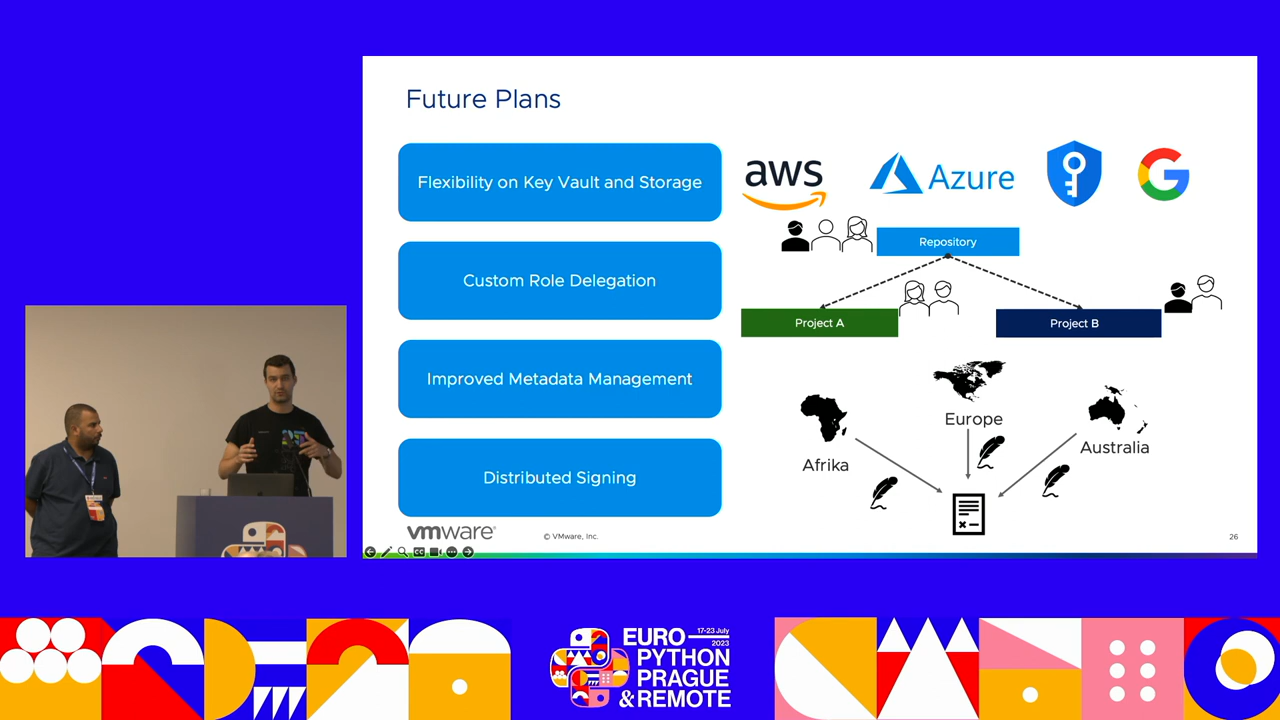 Future Plans
Flexibility on Key Vault and Storage
Custom Role Delegation
Improved Metadata Management
Distributed Signing
aws
Azure
Repository
Project A
Project B
Afrika
Europe
Australia
vmware®
© VMware, Inc.
26
CC
EURO
17-23 July
2023
PYTHON
PRAGUE
& REMOTE